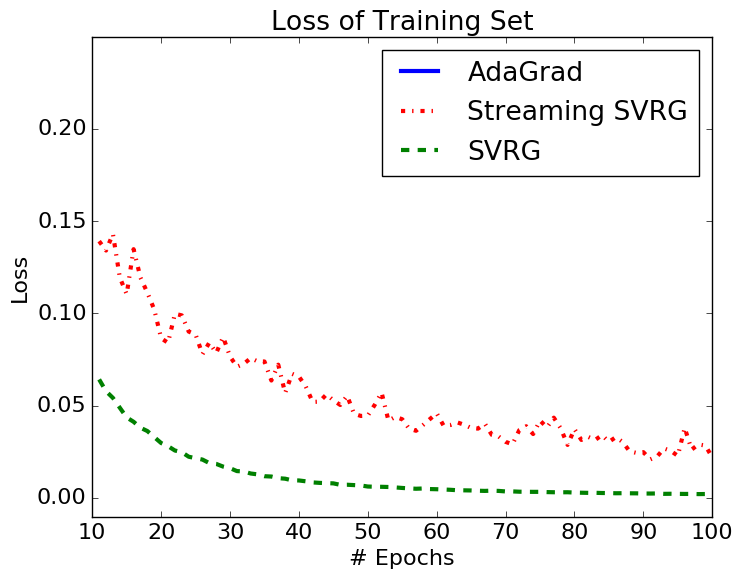 Loss of Training Set
AdaGrad
Streaming SVRG
SVRG
Loss
0.20
0.15
0.10
0.05
0.00
10 20 30 40 50 60 70 80 90 100
# Epochs